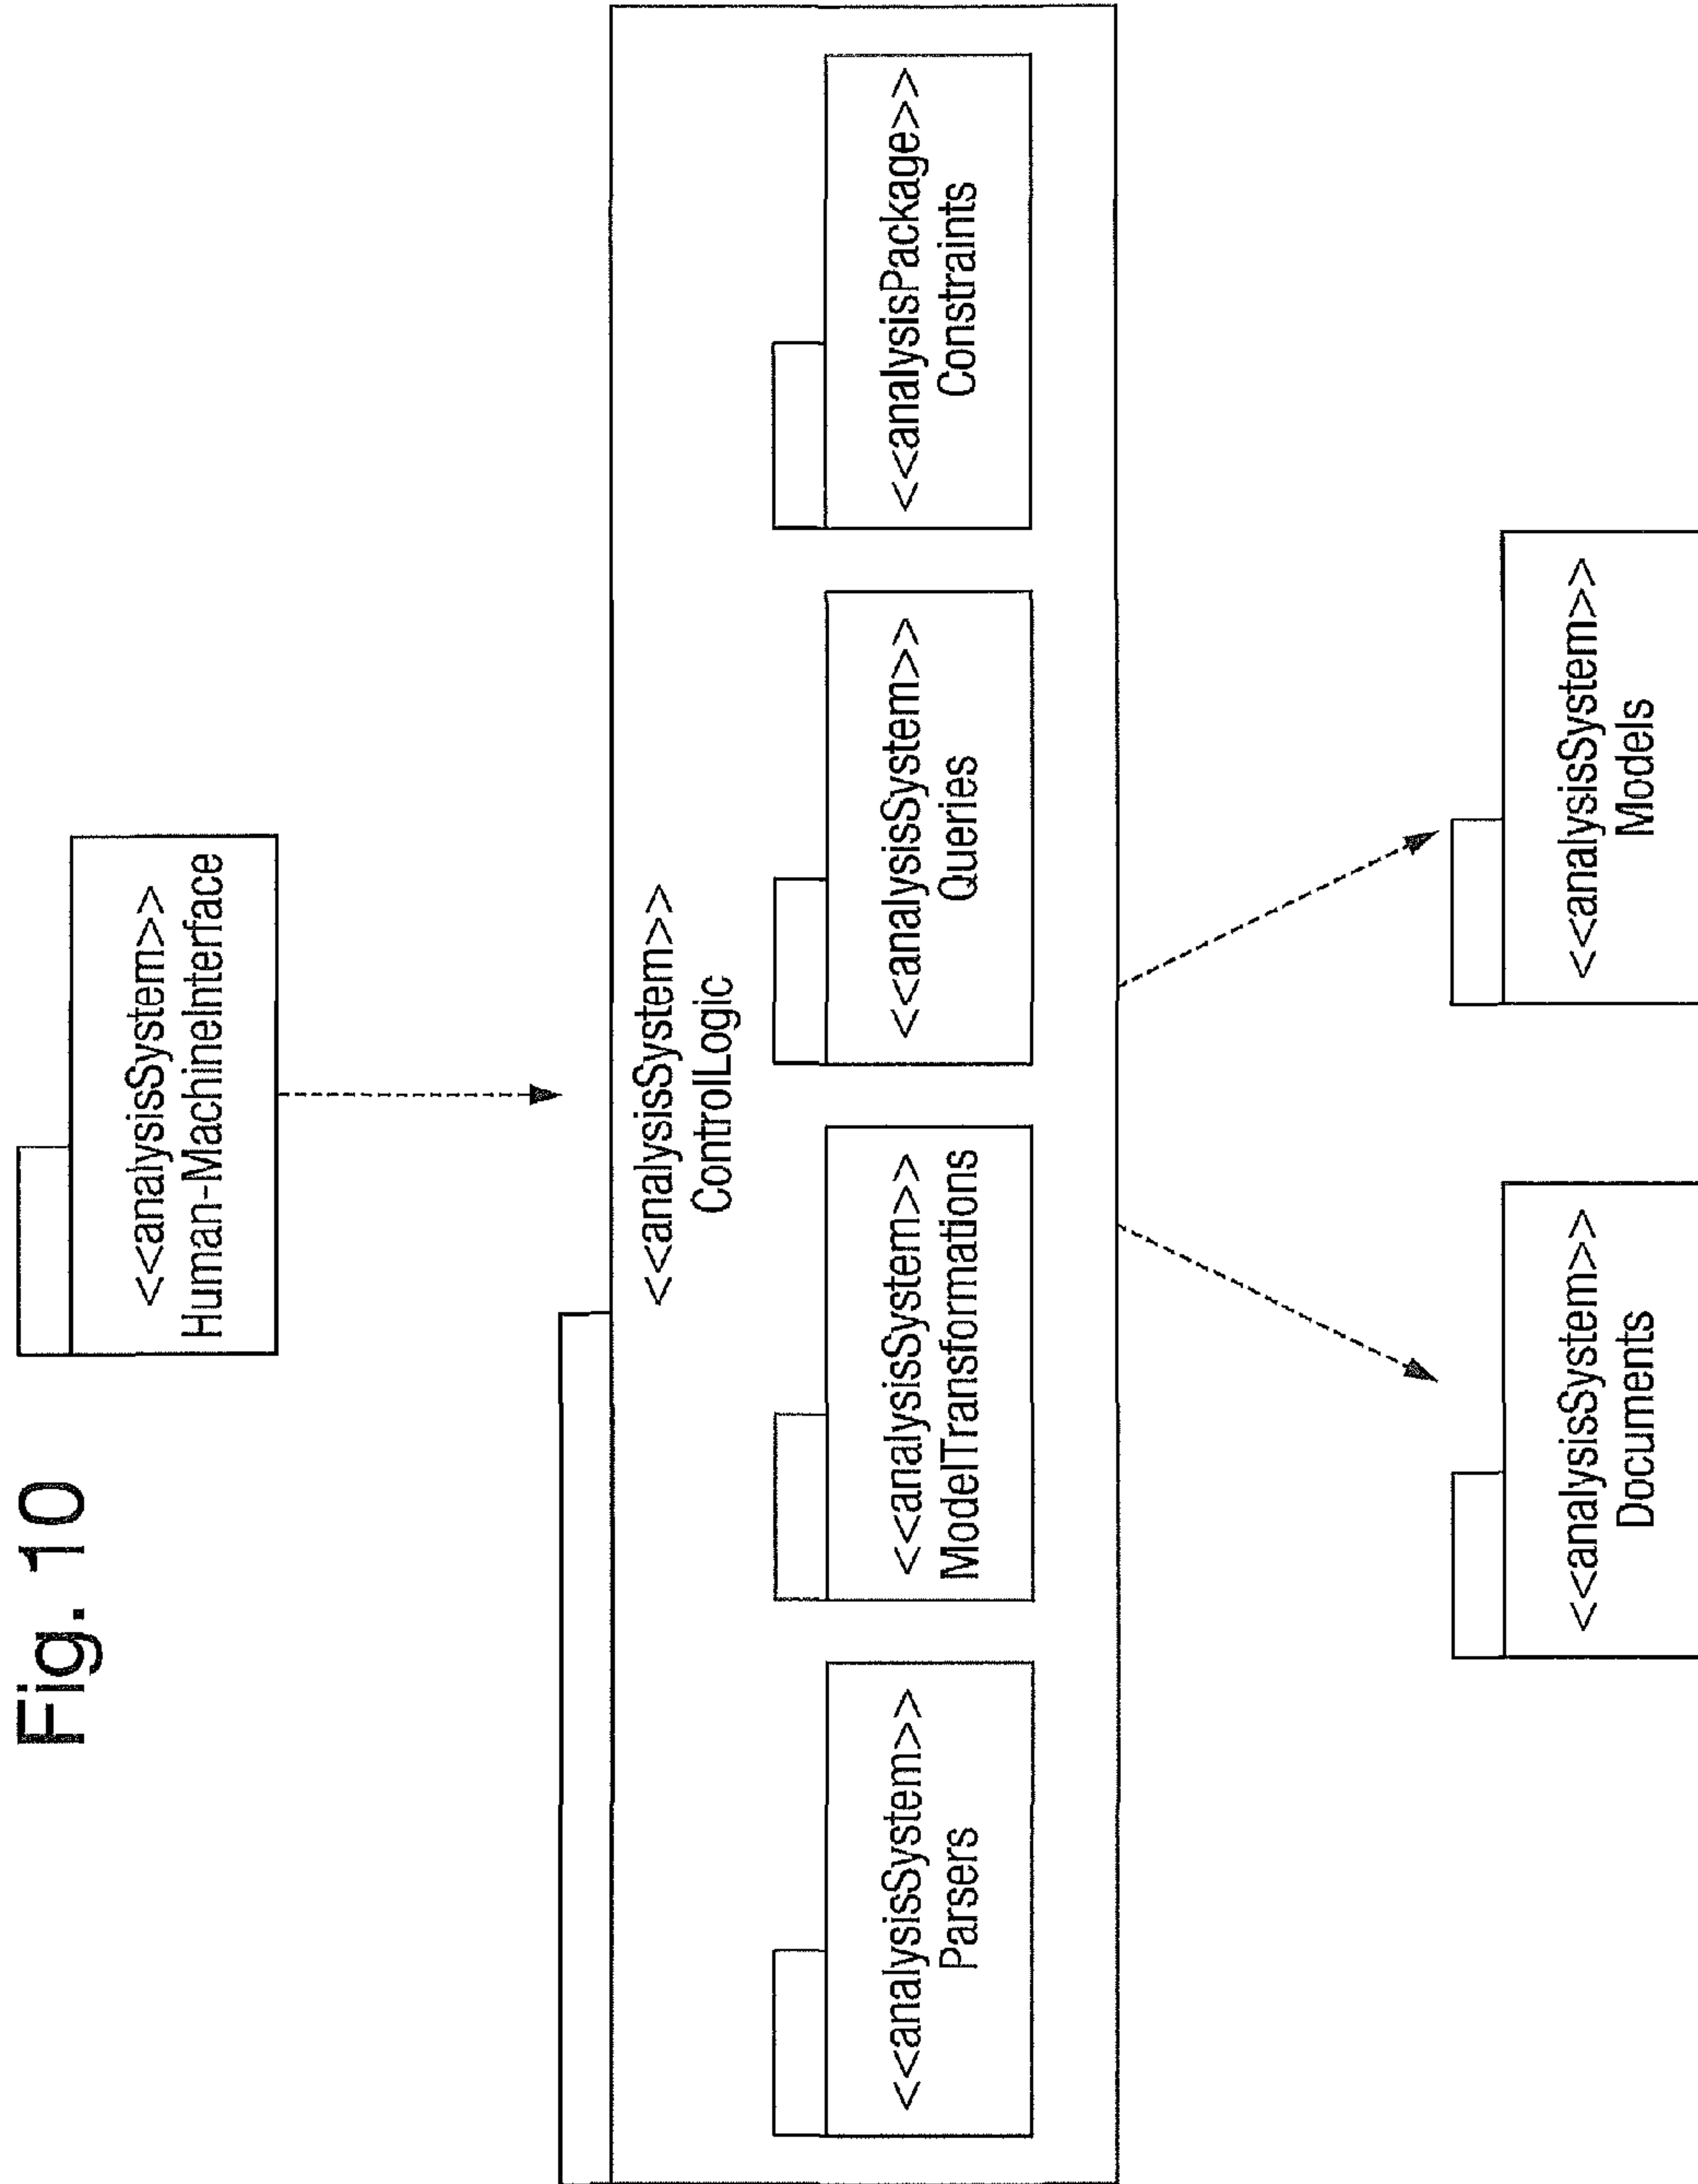 Fig. 10
<<analysisSystem>>
Human-MachineInterface
<<analysisSystem>>
ControlLogic
<<analysisSystem>>
Parsers
<<analysisSystem>>
ModelTransformations
<<analysisSystem>>
Queries
<<analysisPackage>>
Constraints
<<analysisSystem>>
Documents
<<analysisSystem>>
Models